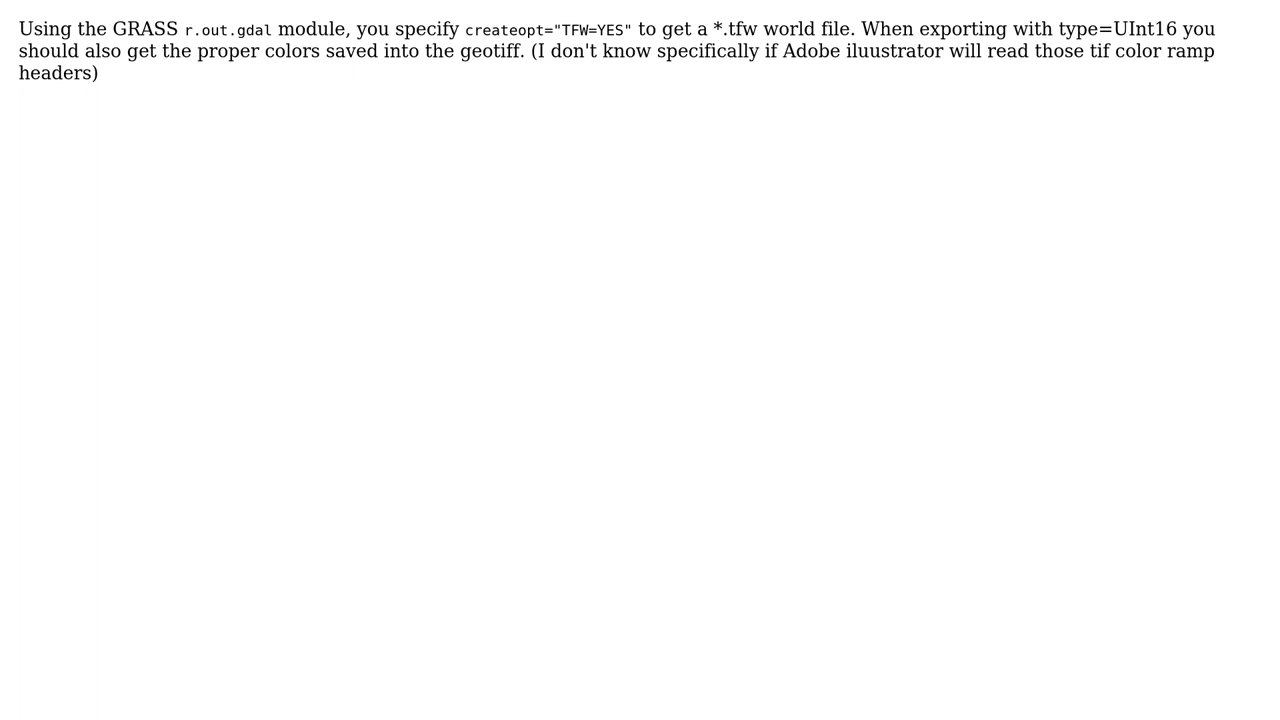 Using the GRASS r.out.gdal module, you specify createopt="TFW=YES" to get a *.tfw world file. When exporting with type=UInt16 you
should also get the proper colors saved into the geotiff. (I don't know specifically if Adobe iluustrator will read those tif color ramp
headers)